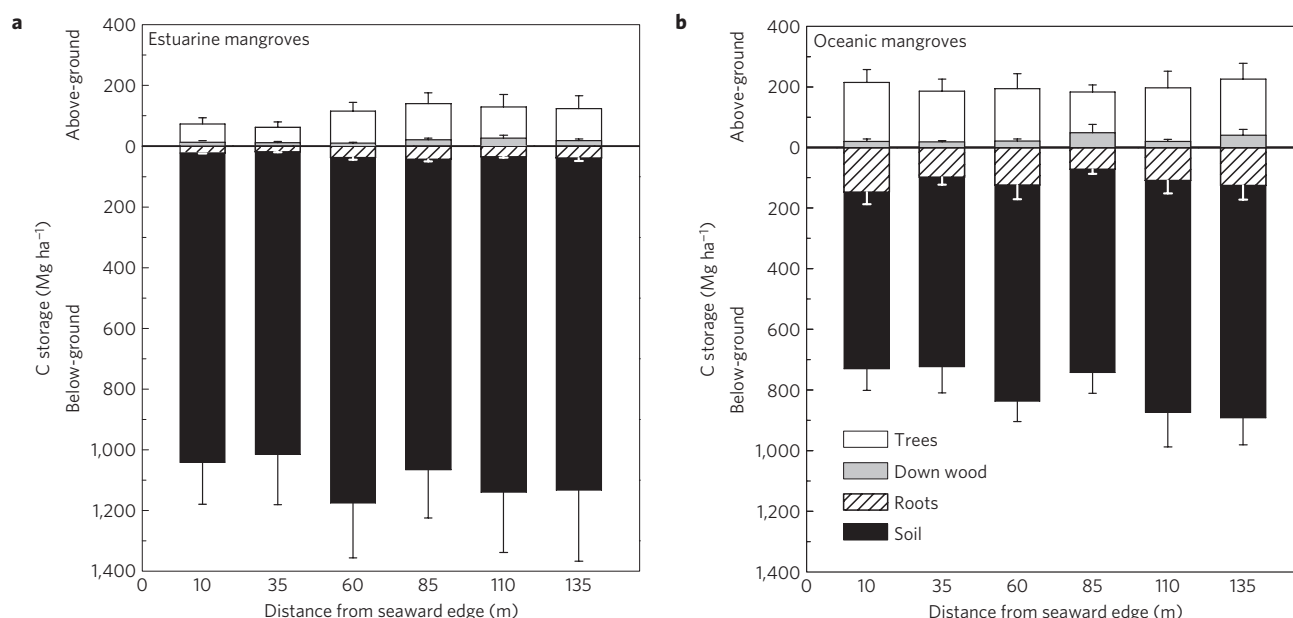 a
Estuarine mangroves
400
200
0
200
400
600
800
1,000
1,200
1,400
Above-ground
C storage (Mg ha⁻¹)
Below-ground
0
10
35
60
85
110
135
Distance from seaward edge (m)
b
Oceanic mangroves
400
200
0
200
400
600
800
1,000
1,200
1,400
Above-ground
C storage (Mg ha⁻¹)
Below-ground
Trees
Down wood
Roots
Soil
0
10
35
60
85
110
135
Distance from seaward edge (m)